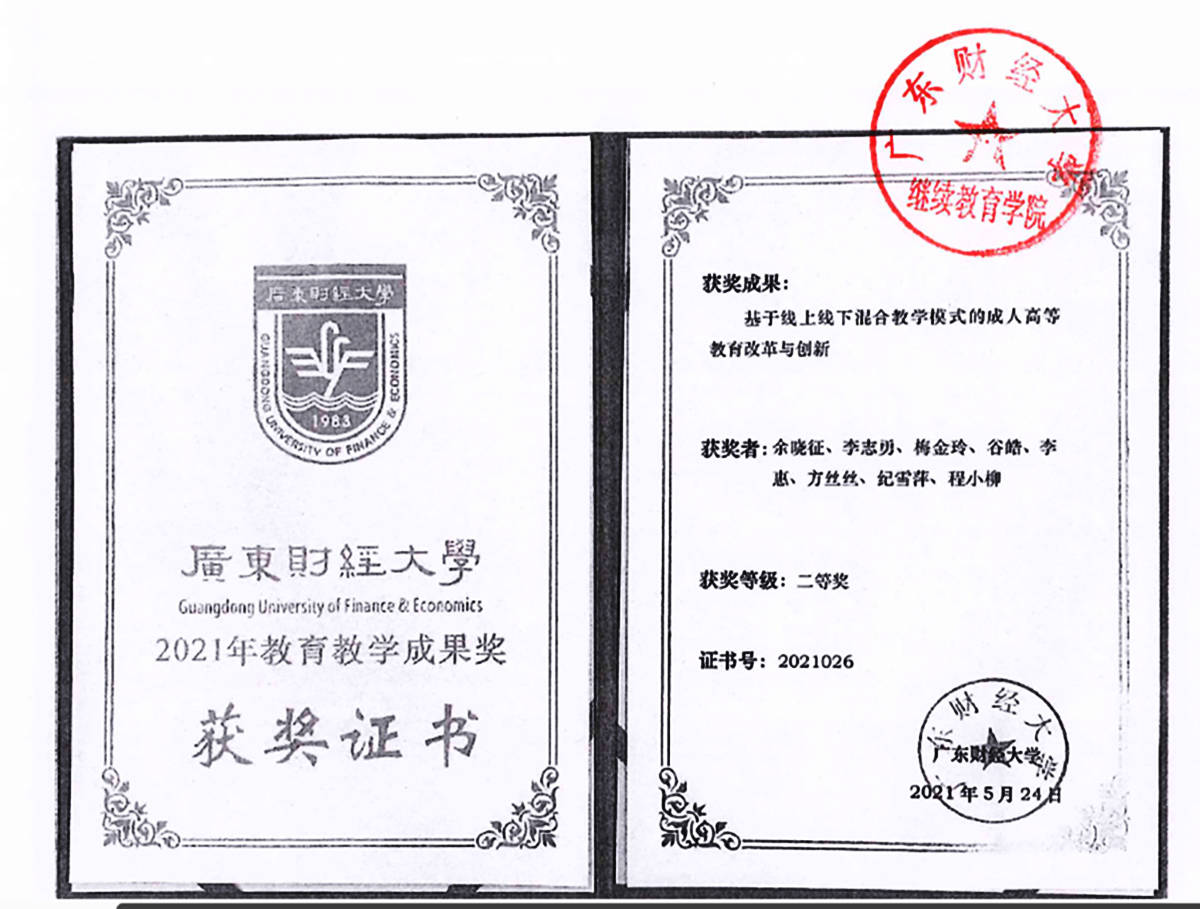 廣東財經大學
GUANGDONG UNIVERSITY OF FINANCE & ECONOMICS
1983
廣東財經大學
Guangdong University of Finance & Economics
2021年教育教学成果奖
获奖证书
广东财经大学
继续教育学院
获奖成果：
基于线上线下混合教学模式的成人高等
教育改革与创新
获奖者：余晓征、李志勇、梅金玲、谷皓、李
惠、方丝丝、纪雪萍、程小柳
获奖等级：二等奖
证书号：2021026
广东财经大学
广东财经大学
2021年5月24日